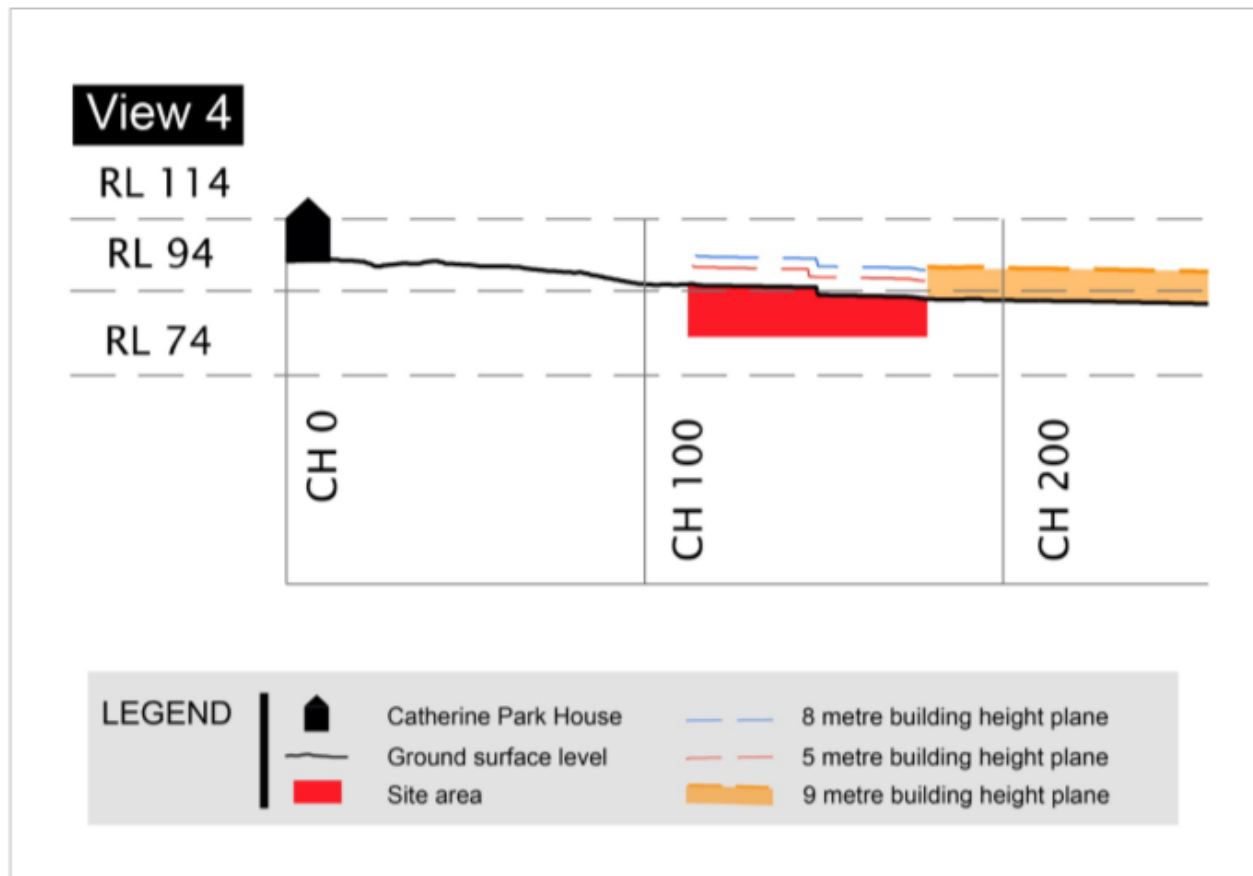 View 4
RL 114
RL 94
RL 74
CH 0
CH 100
CH 200
LEGEND
Catherine Park House
Ground surface level
Site area
8 metre building height plane
5 metre building height plane
9 metre building height plane